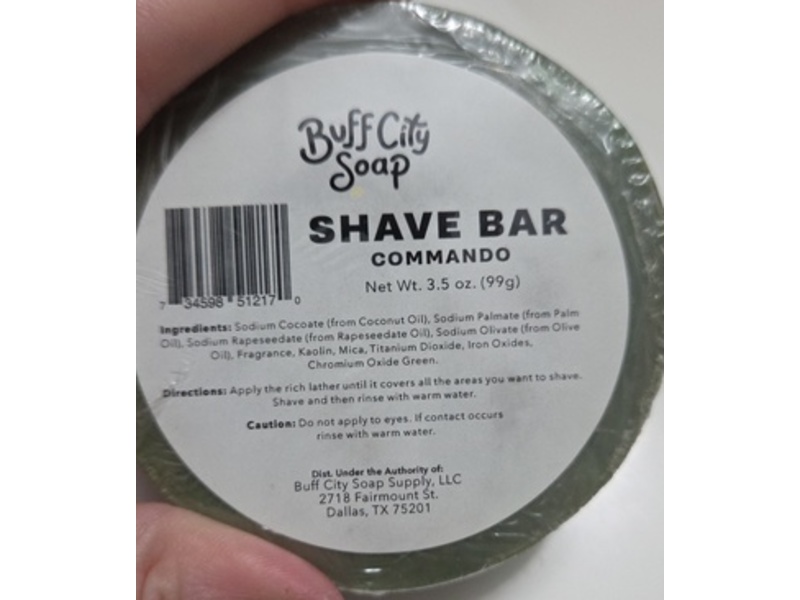 Buff City
Soap
SHAVE BAR
COMMANDO
Net Wt. 3.5 oz. (99g)
7 34598 51217 0
Ingredients: Sodium Cocoate (from Coconut Oil), Sodium Palmate (from Palm
Oil), Sodium Rapeseedate (from Rapeseedate Oil), Sodium Olivate (from Olive
Oil), Fragrance, Kaolin, Mica, Titanium Dioxide, Iron Oxides,
Chromium Oxide Green.
Directions: Apply the rich lather until it covers all the areas you want to shave.
Shave and then rinse with warm water.
Caution: Do not apply to eyes. If contact occurs
rinse with warm water.
Dist. Under the Authority of:
Buff City Soap Supply, LLC
2718 Fairmount St.
Dallas, TX 75201